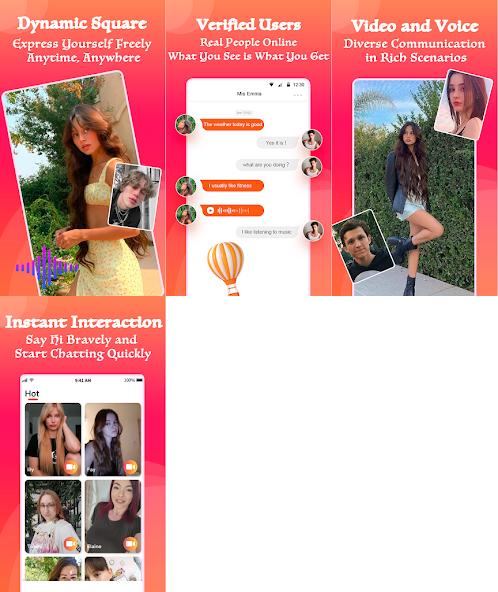 Dynamic Square
Express Yourself Freely
Anytime, Anywhere
Verified Users
Real People Online
What You See is What You Get
12:30
Mia Emma
The weather today is good
Yes it is !
what are you doing ?
I usually like fitness
I like listening to music
Video and Voice
Diverse Communication
in Rich Scenarios
Instant Interaction
Say Hi Bravely and
Start Chatting Quickly
9:41 AM
100%
Hot
Fay
Elaine